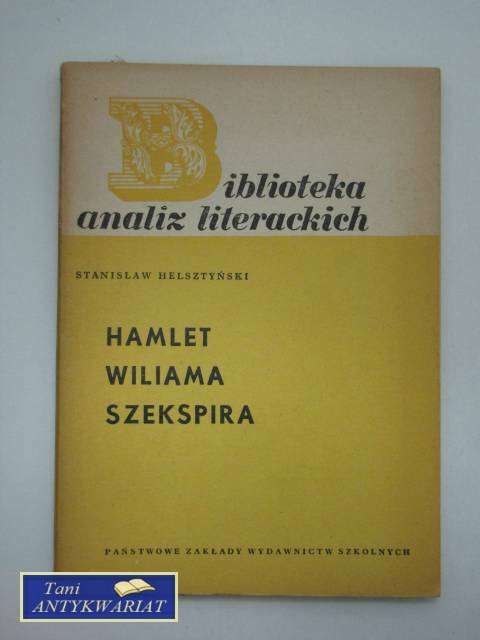 Biblioteka
analiz literackich
STANISŁAW HELSZTYŃSKI
HAMLET
WILIAMA
SZEKSPIRA
PAŃSTWOWE ZAKŁADY WYDAWNICTW SZKOLNYCH
Tani
ANTYKWARIAT